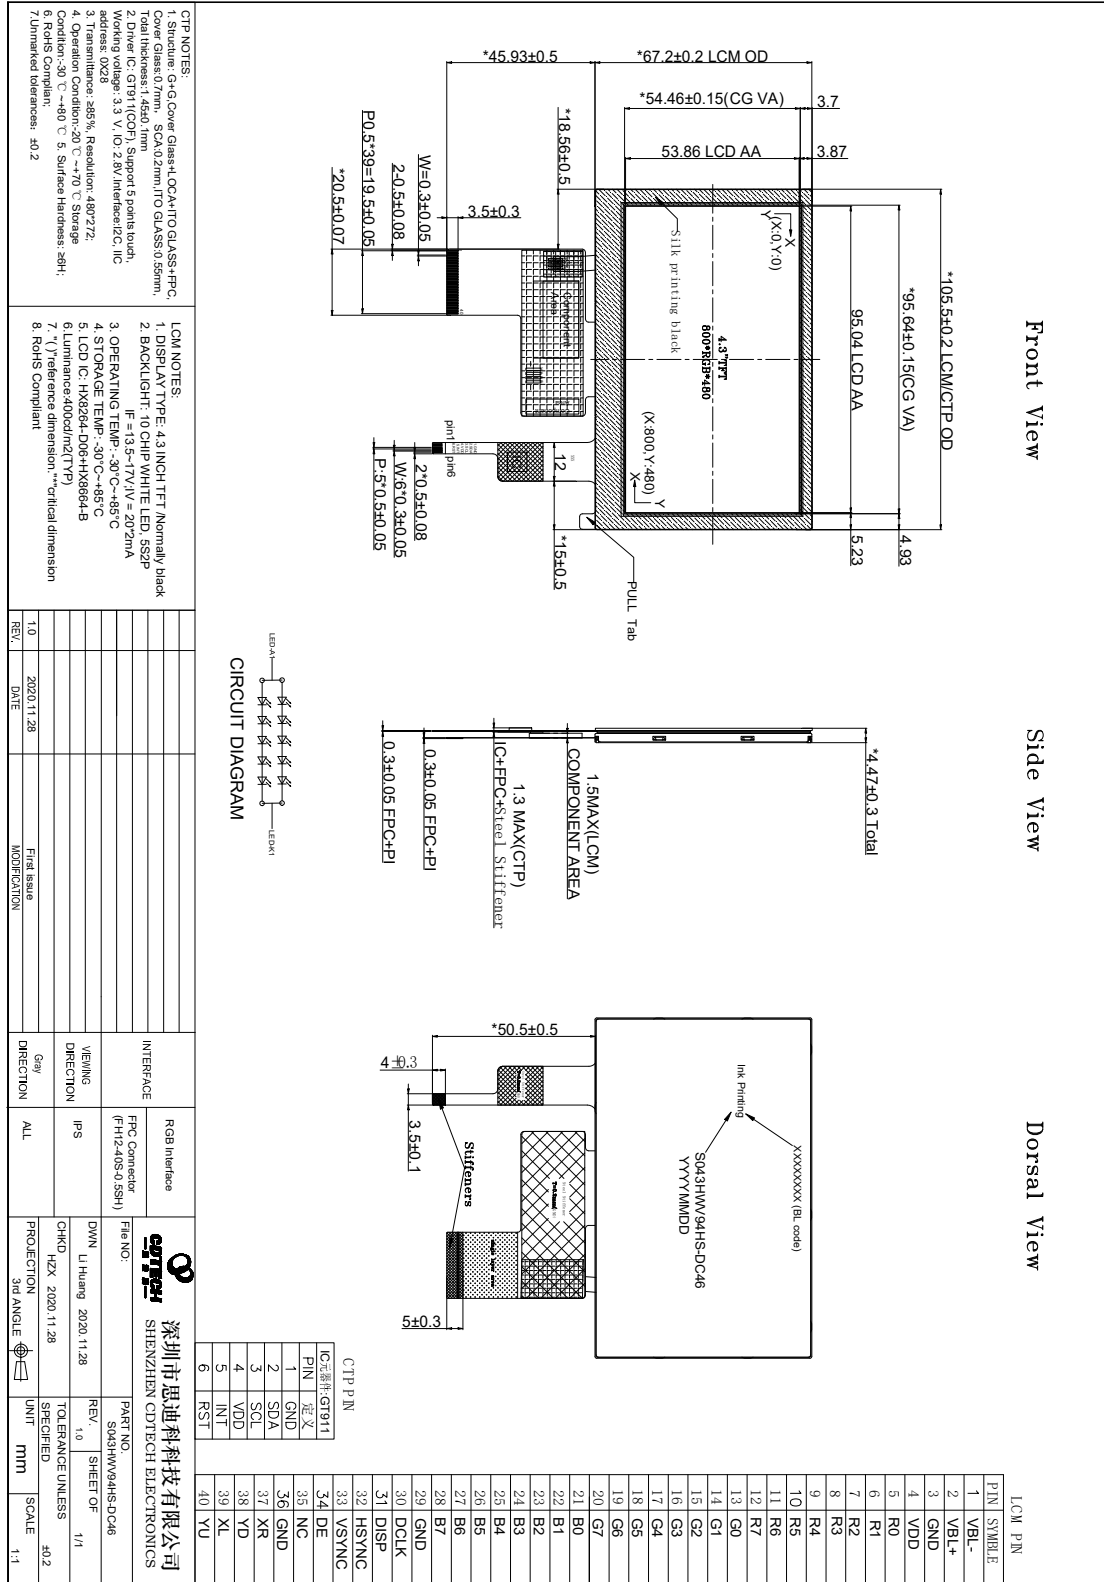 Front View
Side View
Dorsal View
*105.5±0.2 LCM/CTP OD
*95.64±0.15(CG VA)
95.04 LCD AA
4.93
5.23
*67.2±0.2 LCM OD
*45.93±0.5
*54.46±0.15(CG VA)
3.7
53.86 LCD AA
3.87
*18.56±0.5
X
Y
(X:0,Y:0)
4.3"TFT
800*RGB*480
Silk printing black
(X:800,Y:480)
Y
X
Component
Area
3.5±0.3
W=0.3±0.05
2-0.5±0.08
P0.5*39=19.5±0.05
*20.5±0.07
pin1
pin6
12
*15±0.5
PULL Tab
2*0.5±0.08
W:6*0.3±0.05
P:5*0.5±0.05
*4.47±0.3 Total
1.5MAX(LCM)
COMPONENT AREA
1.3 MAX(CTP)
IC+FPC+Steel Stiffener
0.3±0.05 FPC+PI
0.3±0.05 FPC+PI
LED-A1
LED-K1
CIRCUIT DIAGRAM
*50.5±0.5
Ink Printing
XXXXXXXX (BL code)
S043HWV94HS-DC46
YYYYMMDD
4±0.3
3.5±0.1
Stiffeners
5±0.3
LCM PIN
PIN SYMBLE
1 VBL-
2 VBL+
3 GND
4 VDD
5 R0
6 R1
7 R2
8 R3
9 R4
10 R5
11 R6
12 R7
13 G0
14 G1
15 G2
16 G3
17 G4
18 G5
19 G6
20 G7
21 B0
22 B1
23 B2
24 B3
25 B4
26 B5
27 B6
28 B7
29 GND
30 DCLK
31 DISP
32 HSYNC
33 VSYNC
34 DE
35 NC
36 GND
37 XR
38 YD
39 XL
40 YU
CTP PIN
IC元器件:GT911
PIN 定义
1 GND
2 SDA
3 SCL
4 VDD
5 INT
6 RST
CTP NOTES:
1. Structure: G+G,Cover Glass+LOCA+ITO GLASS+FPC,
Cover Glass:0.7mm, SCA:0.2mm,ITO GLASS:0.55mm,
Total thickness:1.45±0.1mm
2. Driver IC: GT911(COF), Support 5 points touch,
Working voltage: 3.3 V, IO: 2.8V,Interface:I2C, IIC
address: 0X28
3. Transmittance: ≥85%, Resolution: 480*272;
4. Operation Condition:-20 ℃ ~+70 ℃ Storage
Condition:-30 ℃ ~+80 ℃ 5. Surface Hardness: ≥6H;
6. RoHS Complian;
7.Unmarked tolerances: ±0.2
LCM NOTES:
1. DISPLAY TYPE: 4.3 INCH TFT /Normally black
2. BACKLIGHT: 10 CHIP WHITE LED, 5S2P
IF =13.5~17V;IV = 20*2mA
3. OPERATING TEMP:-30°C~+85°C
4. STORAGE TEMP:-30°C~+85°C
5. LCD IC: HX8264-D06+HX8664-B
6.Luminance:400cd/m2(TYP)
7. "( )"reference dimension,"*"critical dimension
8. RoHS Compliant
1.0 2020.11.28 First issue
REV. DATE MODIFICATION
INTERFACE
RGB Interface
FPC Connector
(FH12-40S-0.5SH)
VIEWING
DIRECTION
IPS
Gray
DIRECTION
ALL
CDTECH
深圳市思迪科科技有限公司
SHENZHEN CDTECH ELECTRONICS
File NO:
PART NO.
S043HWV94HS-DC46
DWN Li Huang 2020.11.28
REV. 1.0
SHEET OF 1/1
CHKD HZX 2020.11.28
TOLERANCE UNLESS
SPECIFIED ±0.2
PROJECTION 3rd ANGLE
UNIT mm
SCALE 1:1